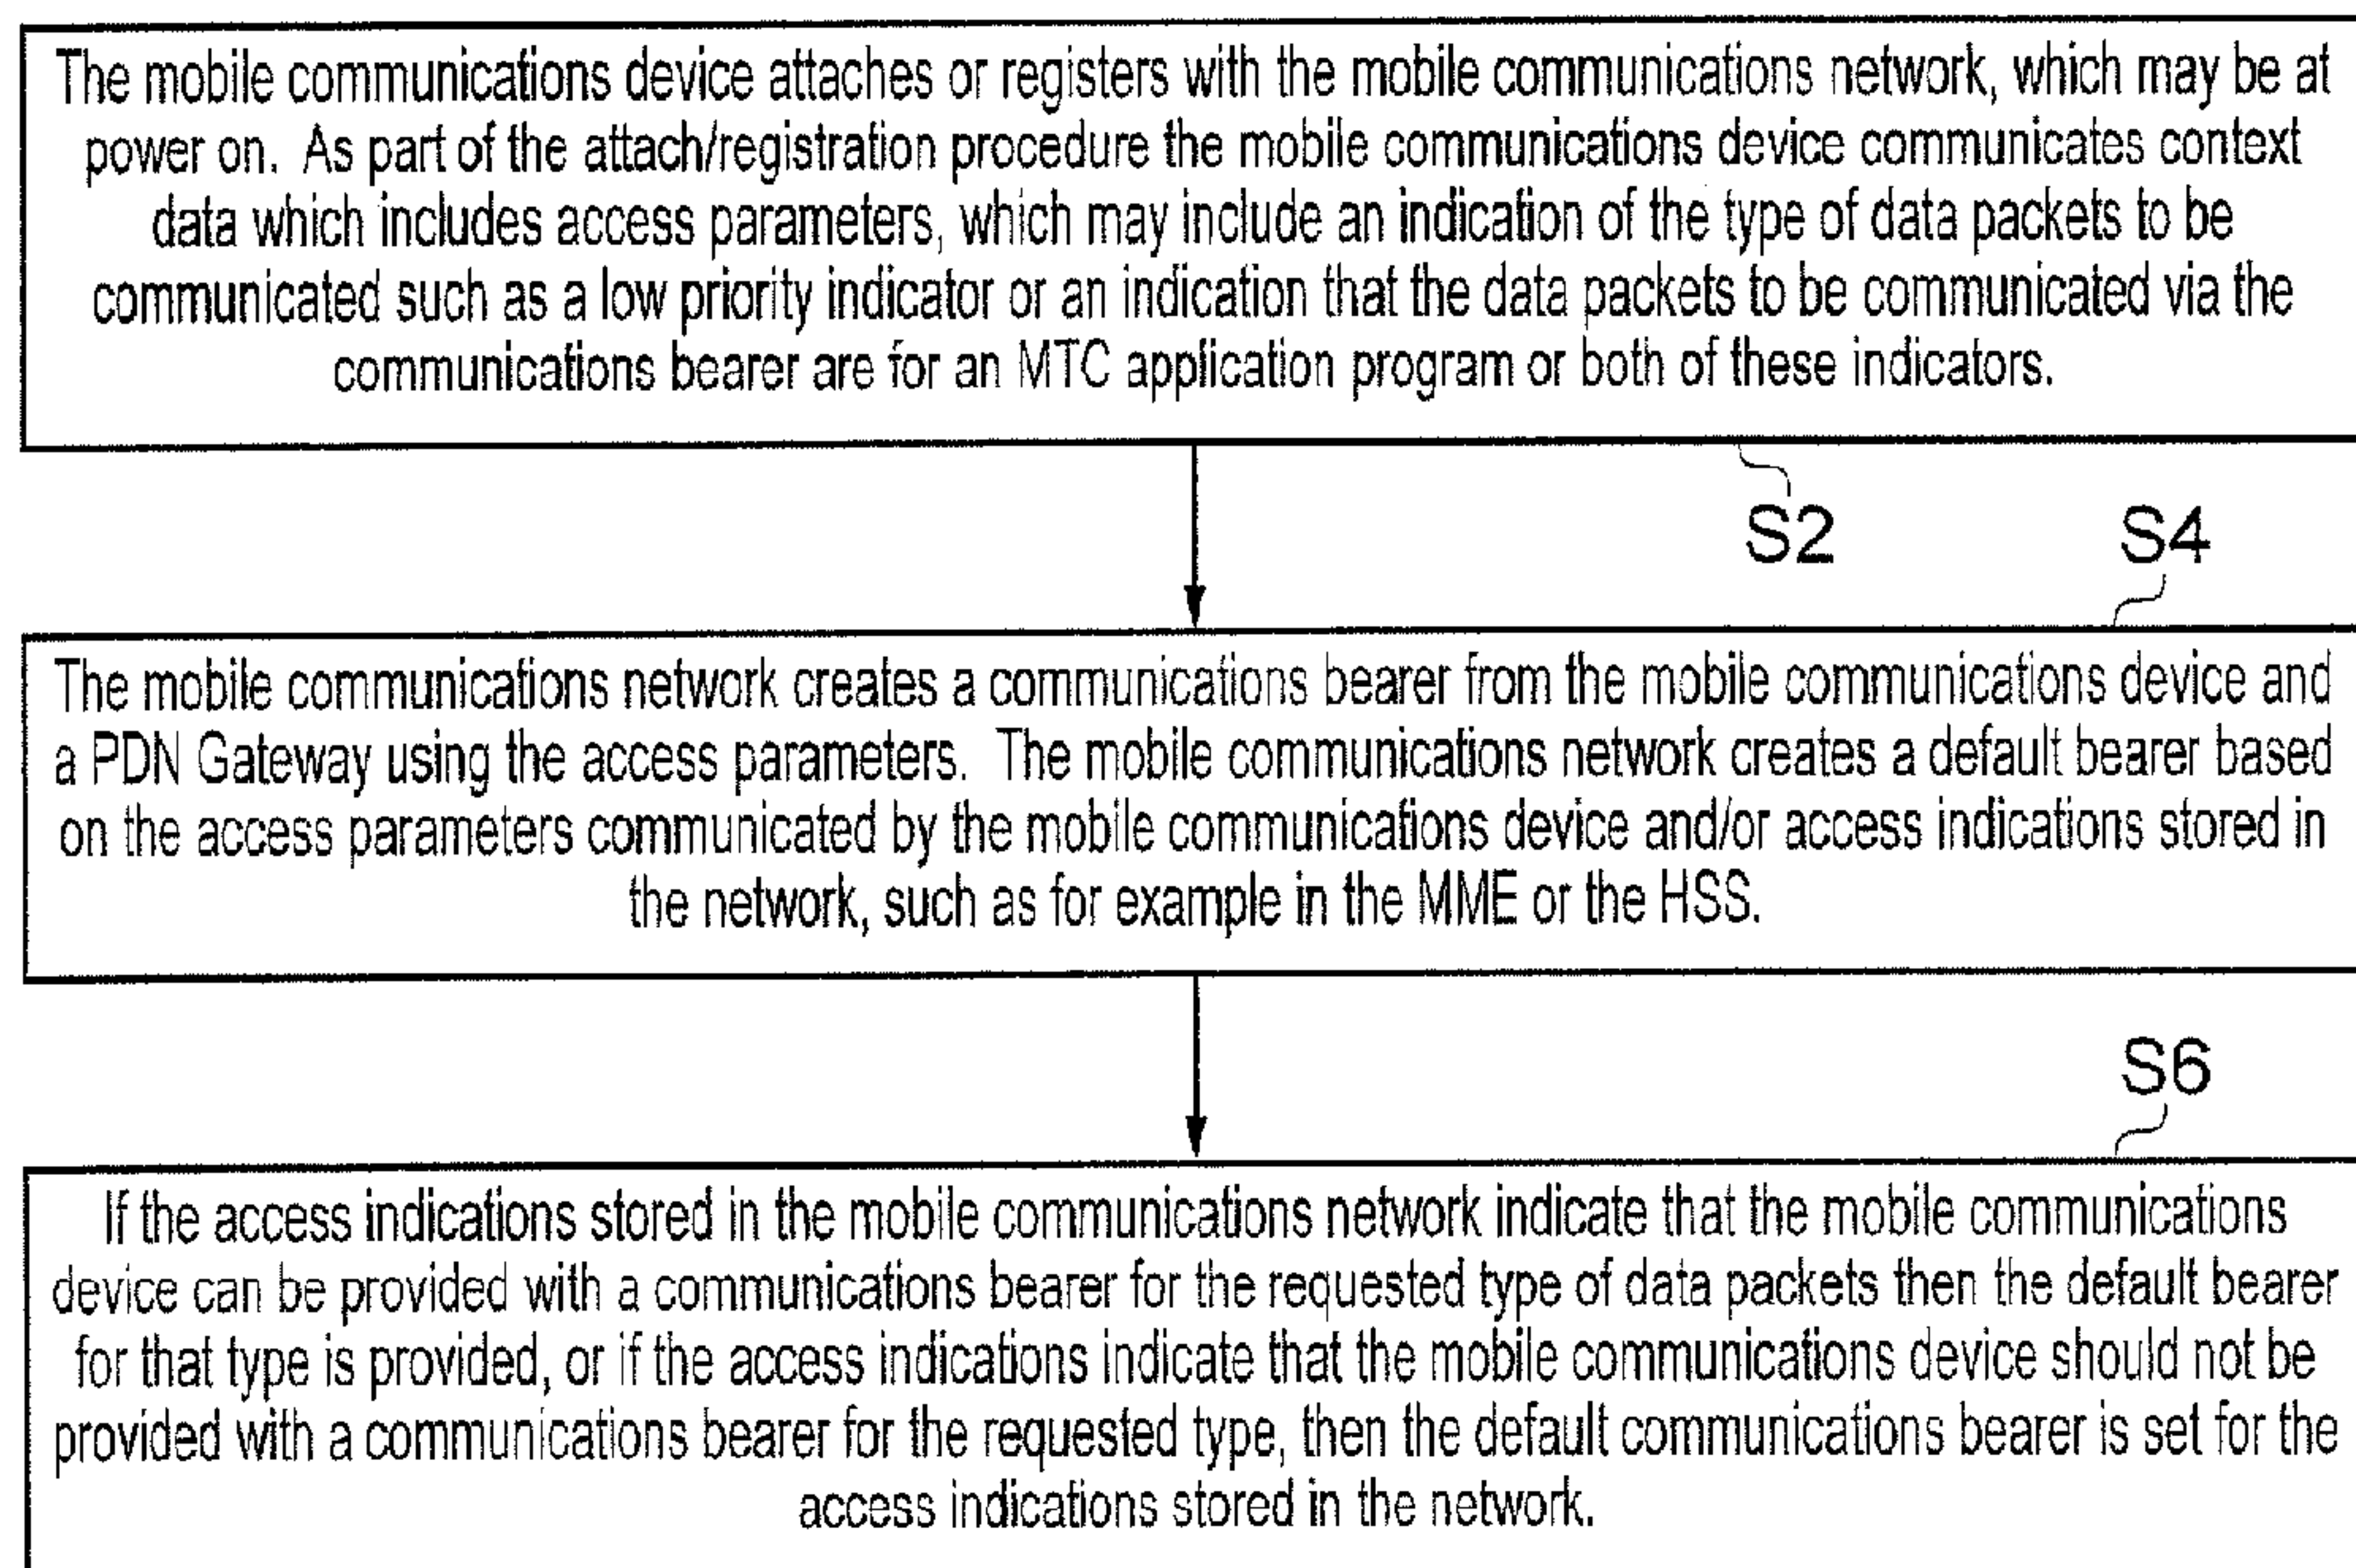 The mobile communications device attaches or registers with the mobile communications network, which may be at
power on. As part of the attach/registration procedure the mobile communications device communicates context
data which includes access parameters, which may include an indication of the type of data packets to be
communicated such as a low priority indicator or an indication that the data packets to be communicated via the
communications bearer are for an MTC application program or both of these indicators.
S2
S4
The mobile communications network creates a communications bearer from the mobile communications device and
a PDN Gateway using the access parameters. The mobile communications network creates a default bearer based
on the access parameters communicated by the mobile communications device and/or access indications stored in
the network, such as for example in the MME or the HSS.
S6
If the access indications stored in the mobile communications network indicate that the mobile communications
device can be provided with a communications bearer for the requested type of data packets then the default bearer
for that type is provided, or if the access indications indicate that the mobile communications device should not be
provided with a communications bearer for the requested type, then the default communications bearer is set for the
access indications stored in the network.